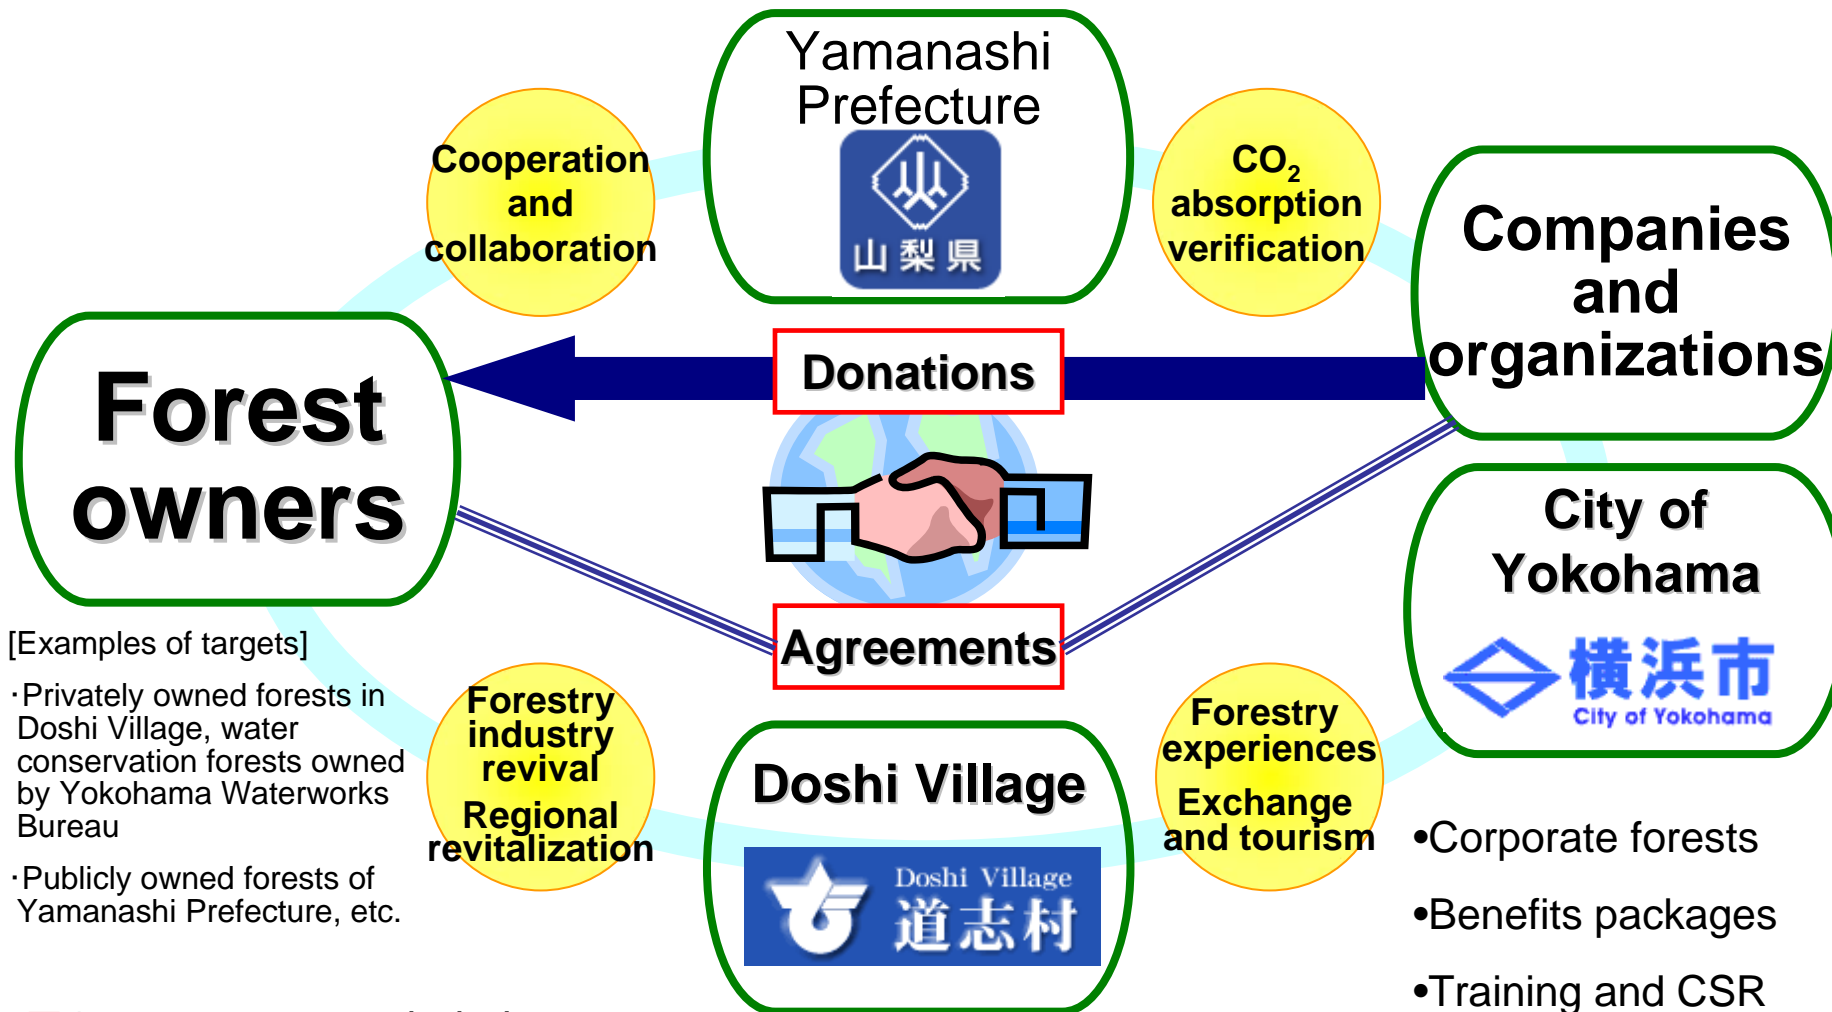 Yamanashi
Prefecture
山梨県
Cooperation
and
collaboration
CO₂
absorption
verification
Companies
and
organizations
Donations
Forest
owners
City of
Yokohama
横浜市
City of Yokohama
Agreements
[Examples of targets]
·Privately owned forests in
Doshi Village, water
conservation forests owned
by Yokohama Waterworks
Bureau
·Publicly owned forests of
Yamanashi Prefecture, etc.
Forestry
industry
revival
Regional
revitalization
Doshi Village
Doshi Village
道志村
Forestry
experiences
Exchange
and tourism
•Corporate forests
•Benefits packages
•Training and CSR